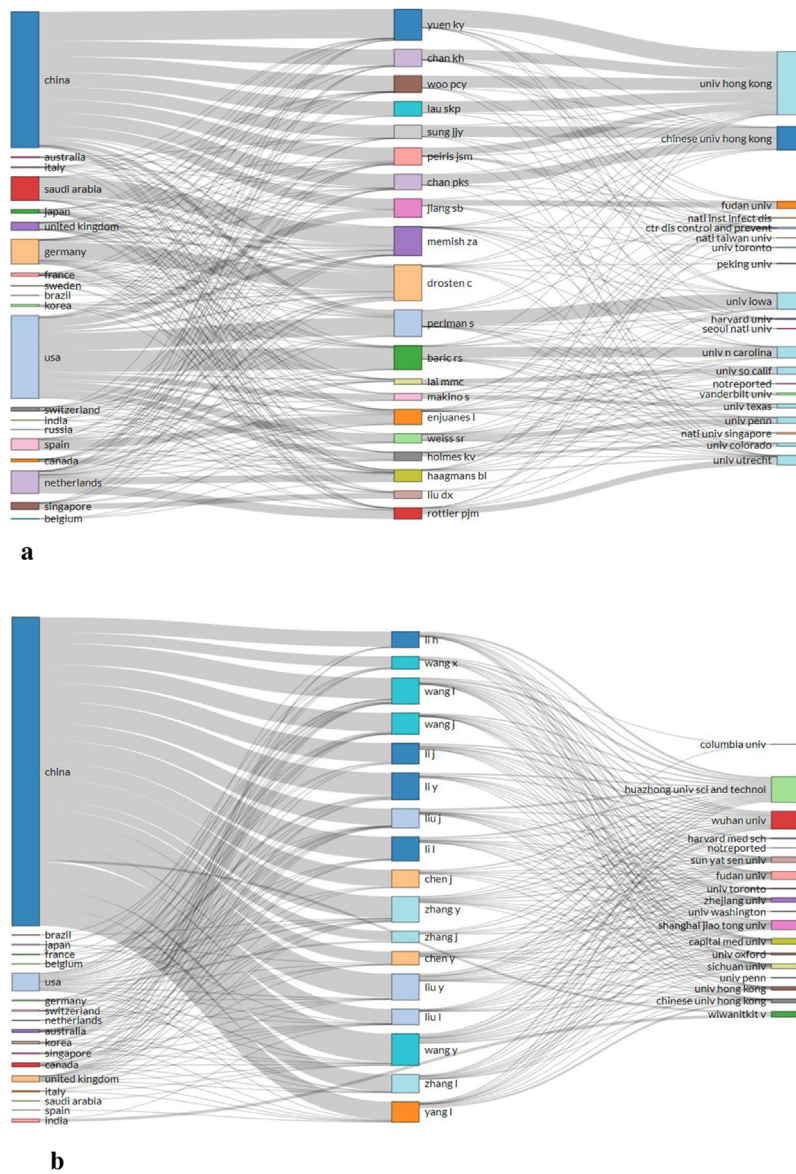 china
australia
italy
saudi arabia
japan
united kingdom
germany
france
sweden
brazil
korea
usa
switzerland
india
russia
spain
canada
netherlands
singapore
belgium
yuen ky
chan kh
woo pcy
lau skp
sung jjy
peiris jsm
chan pks
jiang sb
memish za
drosten c
perlman s
baric rs
lai mmc
makino s
enjuanes l
weiss sr
holmes kv
haagmans bl
liu dx
rottier pjm
univ hong kong
chinese univ hong kong
fudan univ
natl inst infect dis
ctr dis control and prevent
natl taiwan univ
univ toronto
peking univ
univ iowa
harvard univ
seoul natl univ
univ n carolina
univ so calif
notreported
vanderbilt univ
univ texas
univ penn
natl univ singapore
univ colorado
univ utrecht
a
china
brazil
japan
france
belgium
usa
germany
switzerland
netherlands
australia
korea
singapore
canada
united kingdom
italy
saudi arabia
spain
india
li h
wang x
wang l
wang j
li j
li y
liu j
li l
chen j
zhang y
zhang j
chen y
liu y
liu l
wang y
zhang l
yang l
columbia univ
huazhong univ sci and technol
wuhan univ
harvard med sch
notreported
sun yat sen univ
fudan univ
univ toronto
zhejiang univ
univ washington
shanghai jiao tong univ
capital med univ
univ oxford
sichuan univ
univ penn
univ hong kong
chinese univ hong kong
wiwanitkit v
b